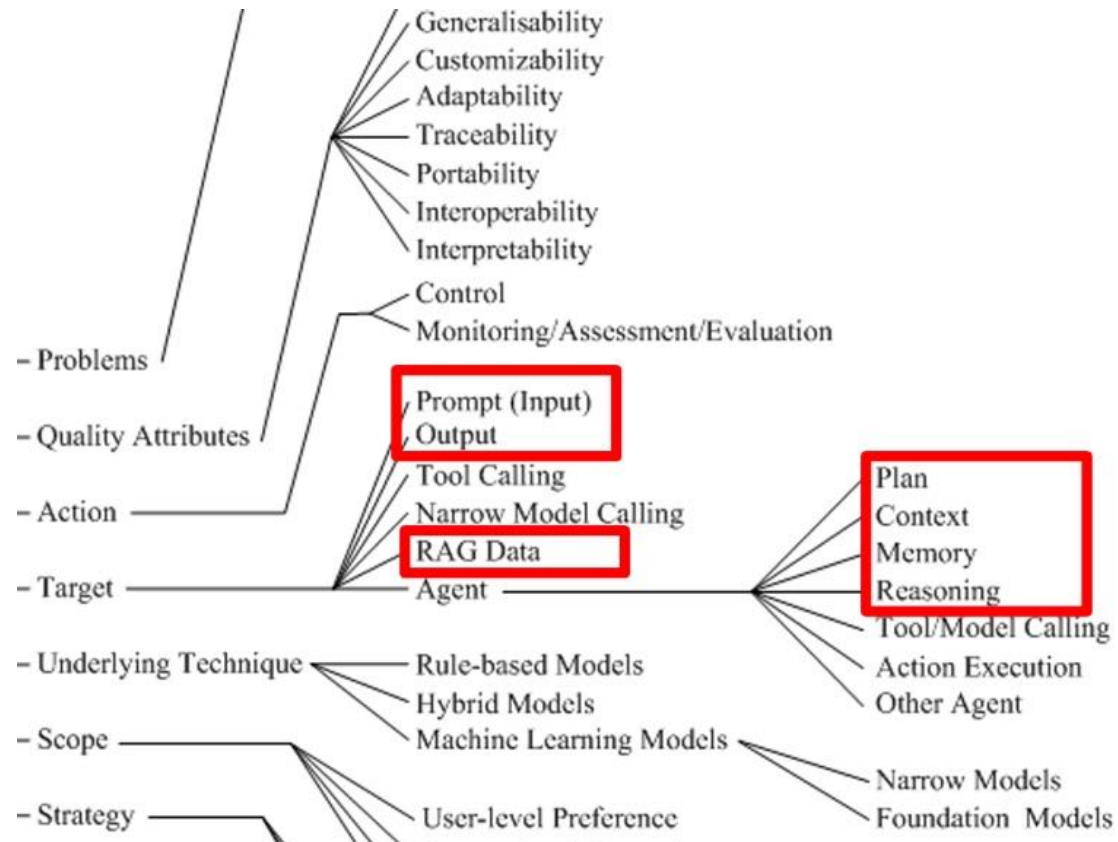 Generalisability
Customizability
Adaptability
Traceability
Portability
Interoperability
Interpretability
Control
Monitoring/Assessment/Evaluation
– Problems
Prompt (Input)
– Quality Attributes
Output
Tool Calling
Plan
– Action
Narrow Model Calling
Context
RAG Data
Memory
– Target
Agent
Reasoning
Tool/Model Calling
– Underlying Technique
Rule-based Models
Action Execution
Hybrid Models
Other Agent
– Scope
Machine Learning Models
Narrow Models
– Strategy
User-level Preference
Foundation Models